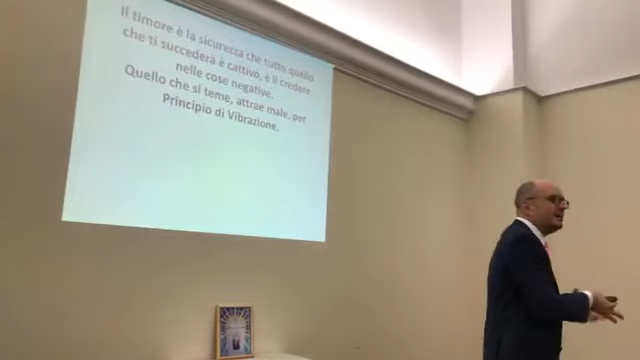 Il timore è la sicurezza che tutto quello
che ti succederà è cattivo, è il credere
nelle cose negative.
Quello che si teme, attrae male, per
Principio di Vibrazione.